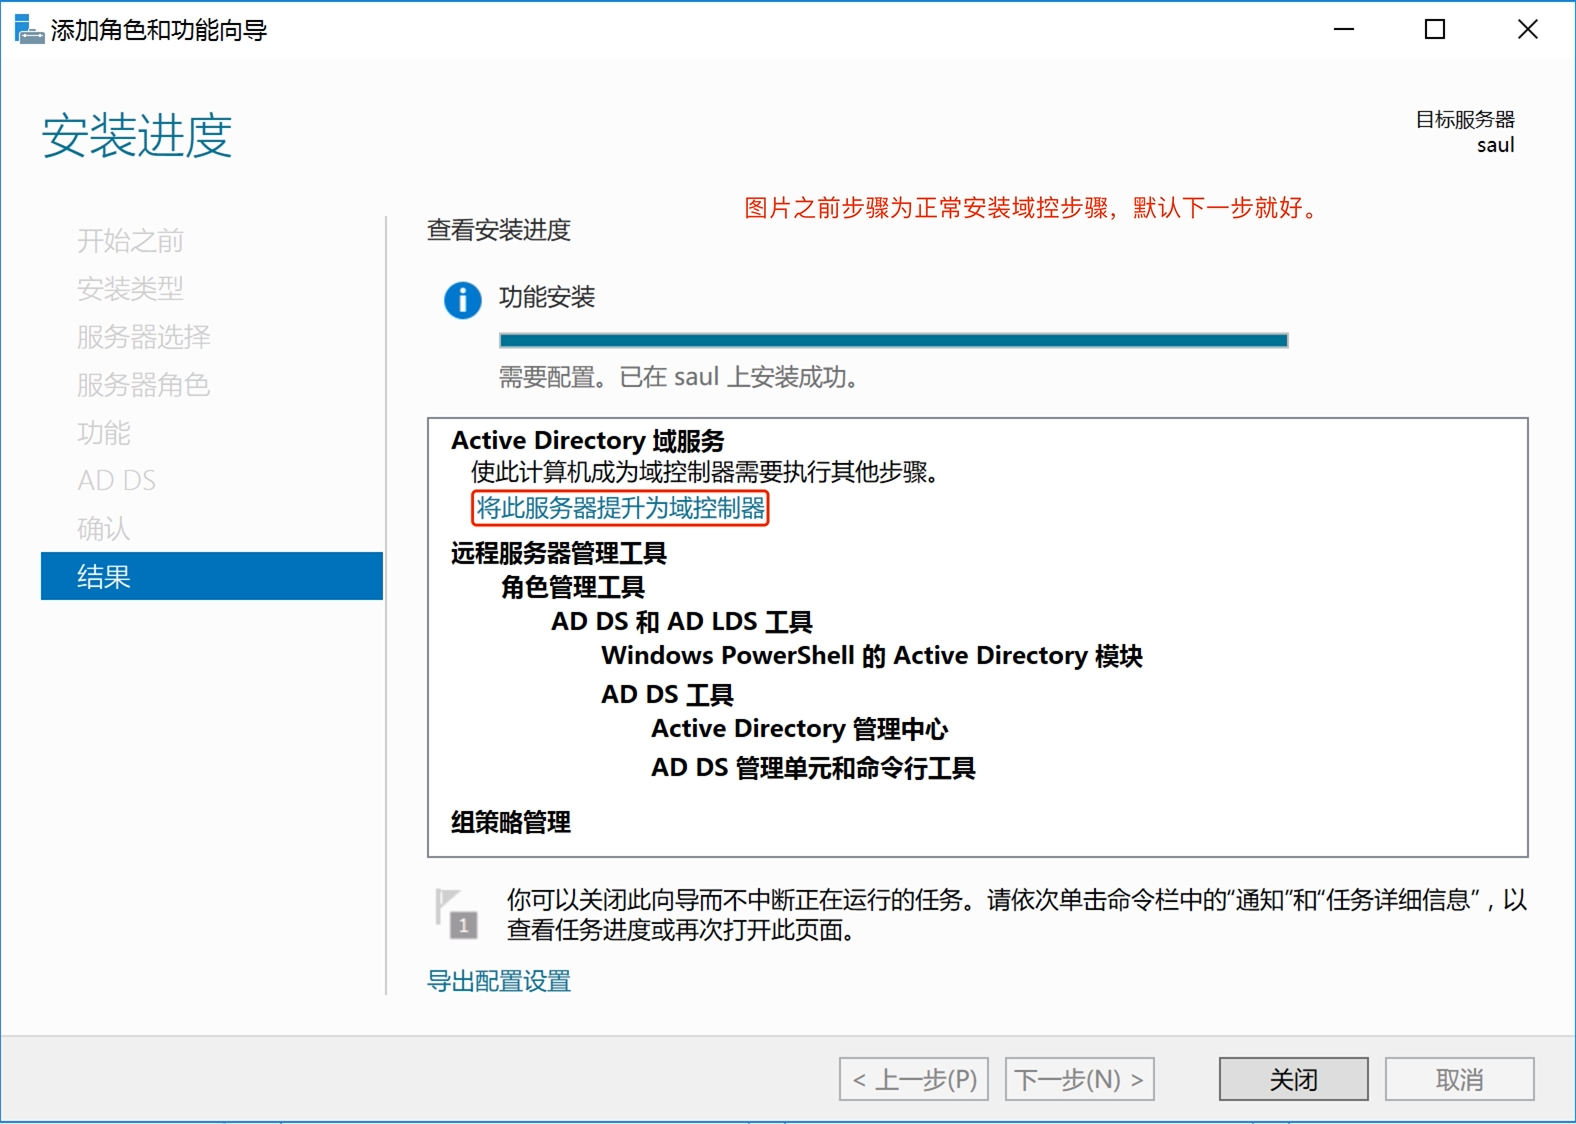 添加角色和功能向导
安装进度
目标服务器
saul
图片之前步骤为正常安装域控步骤，默认下一步就好。
开始之前
安装类型
服务器选择
服务器角色
功能
AD DS
确认
结果
查看安装进度
功能安装
需要配置。已在 saul 上安装成功。
Active Directory 域服务
使此计算机成为域控制器需要执行其他步骤。
将此服务器提升为域控制器
远程服务器管理工具
角色管理工具
AD DS 和 AD LDS 工具
Windows PowerShell 的 Active Directory 模块
AD DS 工具
Active Directory 管理中心
AD DS 管理单元和命令行工具
组策略管理
1
你可以关闭此向导而不中断正在运行的任务。请依次单击命令栏中的“通知”和“任务详细信息”，以
查看任务进度或再次打开此页面。
导出配置设置
< 上一步(P)
下一步(N) >
关闭
取消